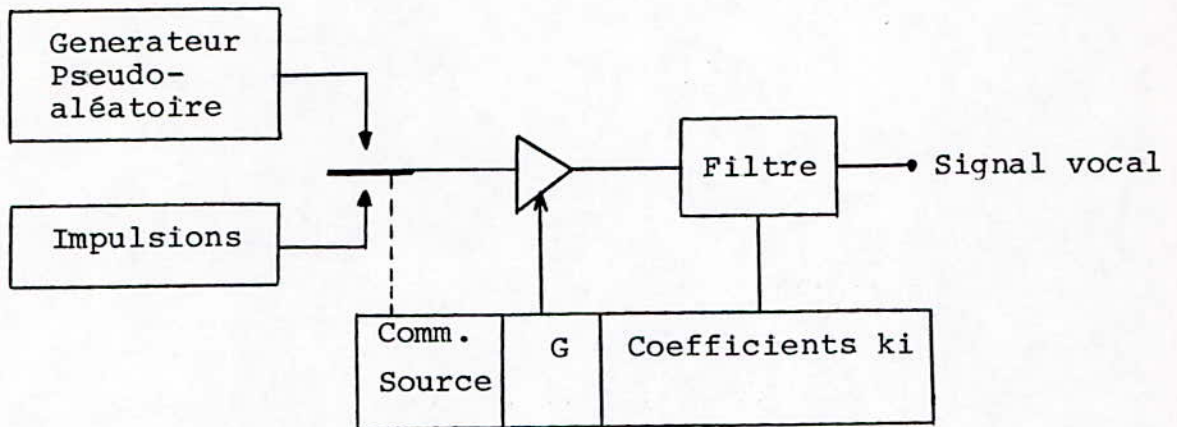 Generateur
Pseudo-
aléatoire
Impulsions
Filtre
Signal vocal
Comm.
Source
G
Coefficients ki